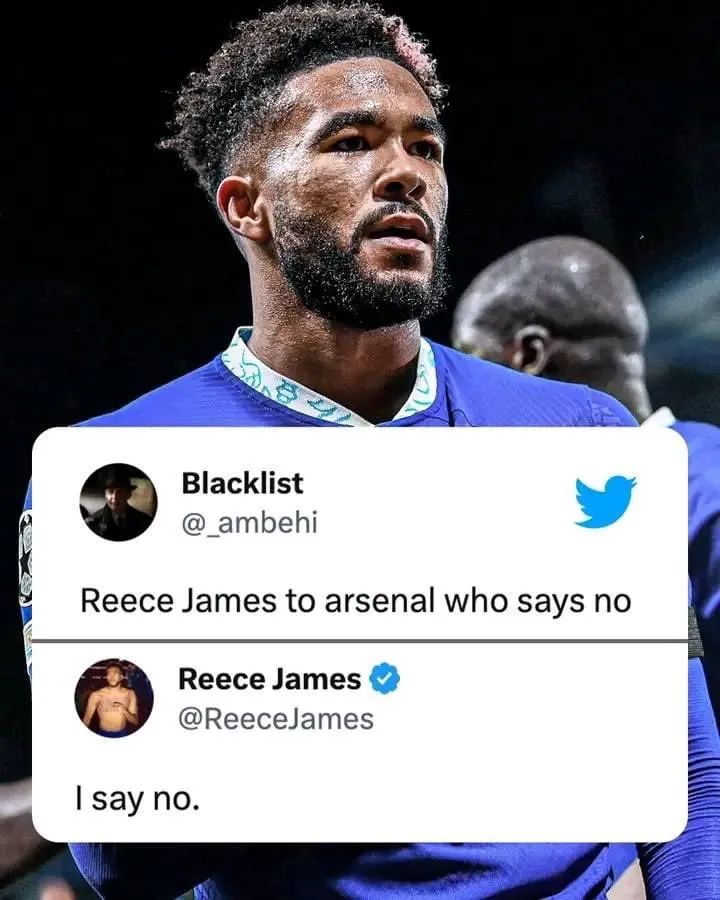 Blacklist
@_ambehi
Reece James to arsenal who says no
Reece James
@ReeceJames
I say no.